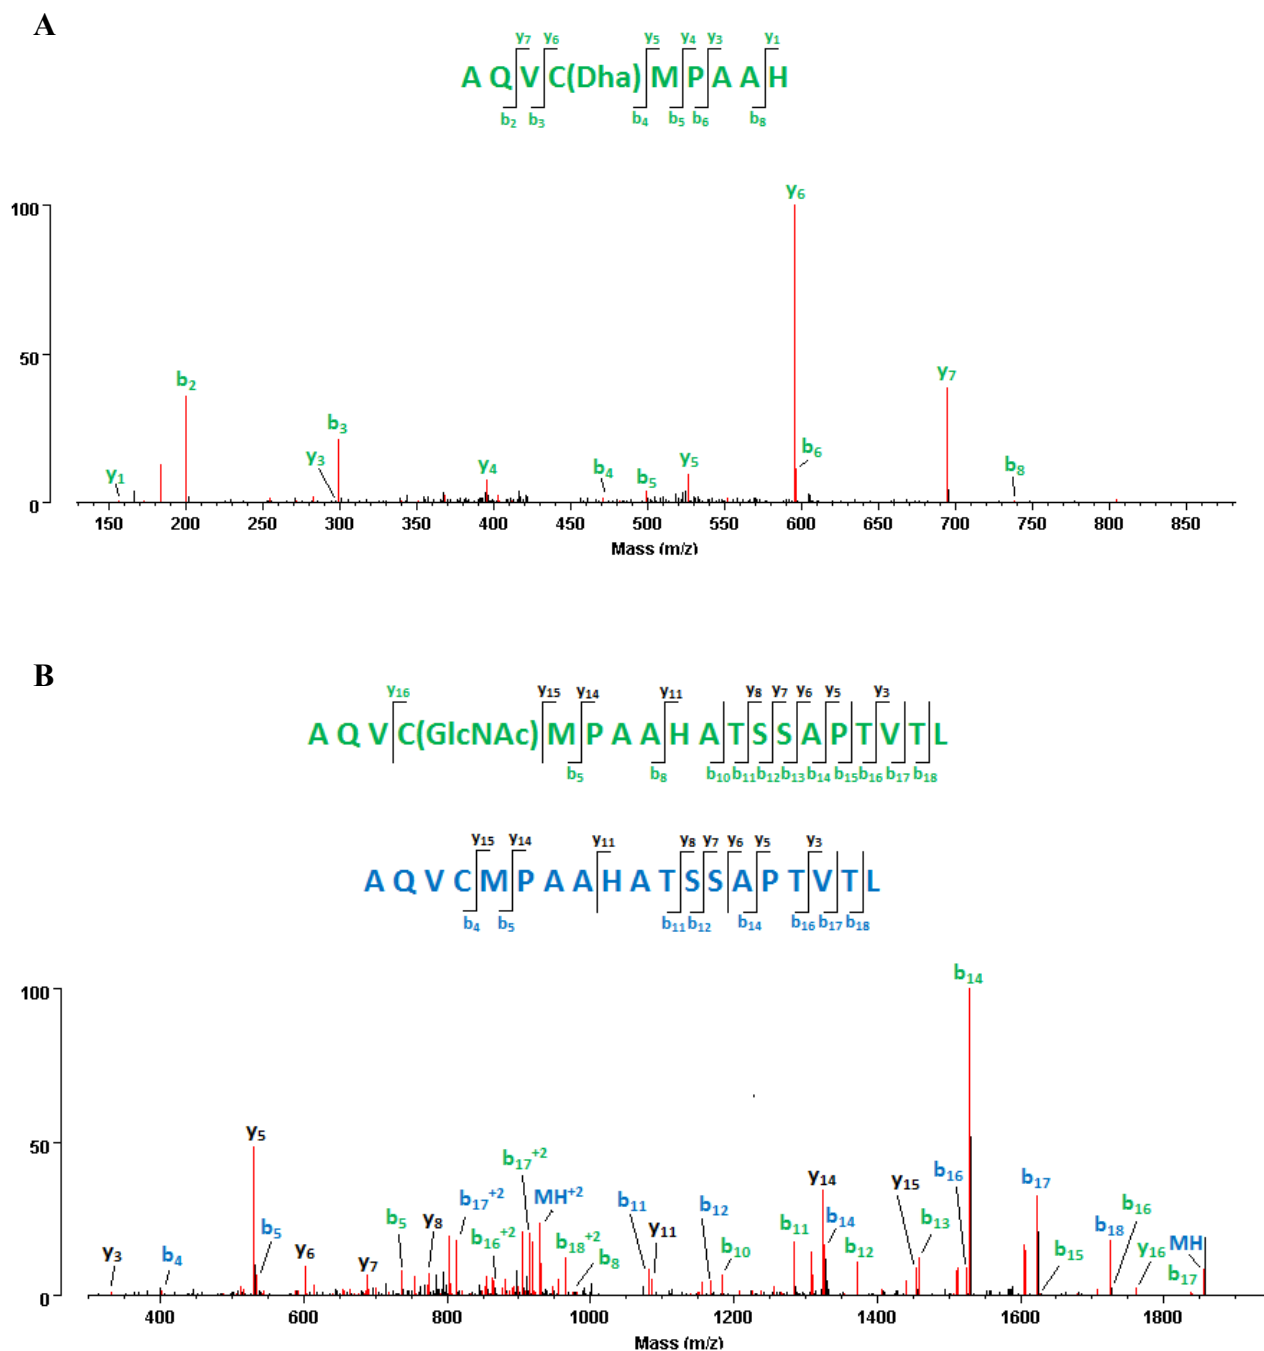 A
y7 y6 y5 y4 y3 y1
A Q V C(Dha) M P A A H
b2 b3 b4 b5 b6 b8
100
50
0
y1 b2 y3 b3 y4 b4 b5 y5 y6 b6 y7 b8
150 200 250 300 350 400 450 500 550 600 650 700 750 800 850
Mass (m/z)
B
y16 y15 y14 y11 y8 y7 y6 y5 y3
A Q V C(GlcNAc) M P A A H A T S S A P T V T L
b5 b8 b10 b11 b12 b13 b14 b15 b16 b17 b18
y15 y14 y11 y8 y7 y6 y5 y3
A Q V C M P A A H A T S S A P T V T L
b4 b5 b11 b12 b14 b16 b17 b18
100
50
0
y3 b4 y5 b5 y6 y7 b5 y8 b17+2 b16+2 b17+2 MH+2 b18+2 b8 b11 y11 b12 b10 b11 y14 b14 b12 y15 b13 b16 b14 b17 b15 b18 b16 y16 MH b17
400 600 800 1000 1200 1400 1600 1800
Mass (m/z)